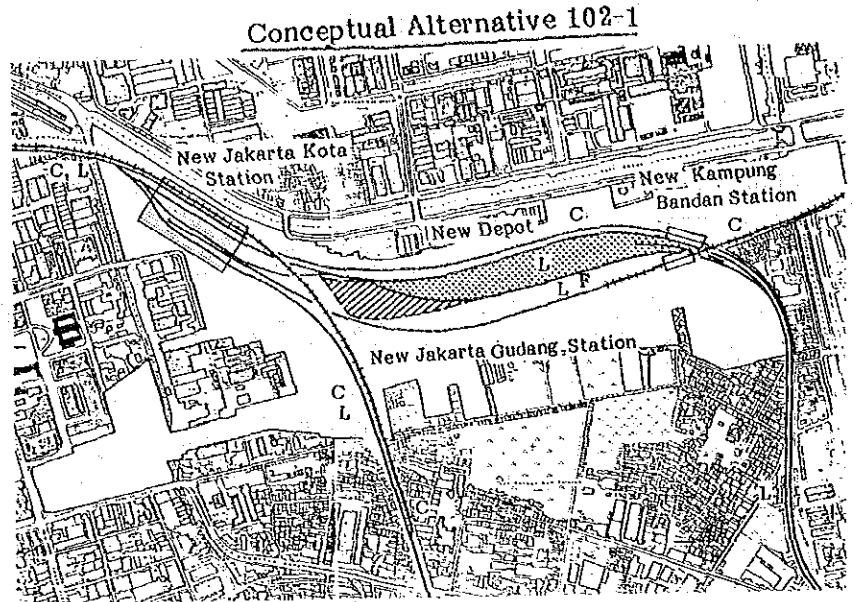 Conceptual Alternative 102-1
New Jakarta Kota
Station
C, L
New Kampung
Bandan Station
C
New Depot
C
L
L F
New Jakarta Gudang Station
C
L
C
L